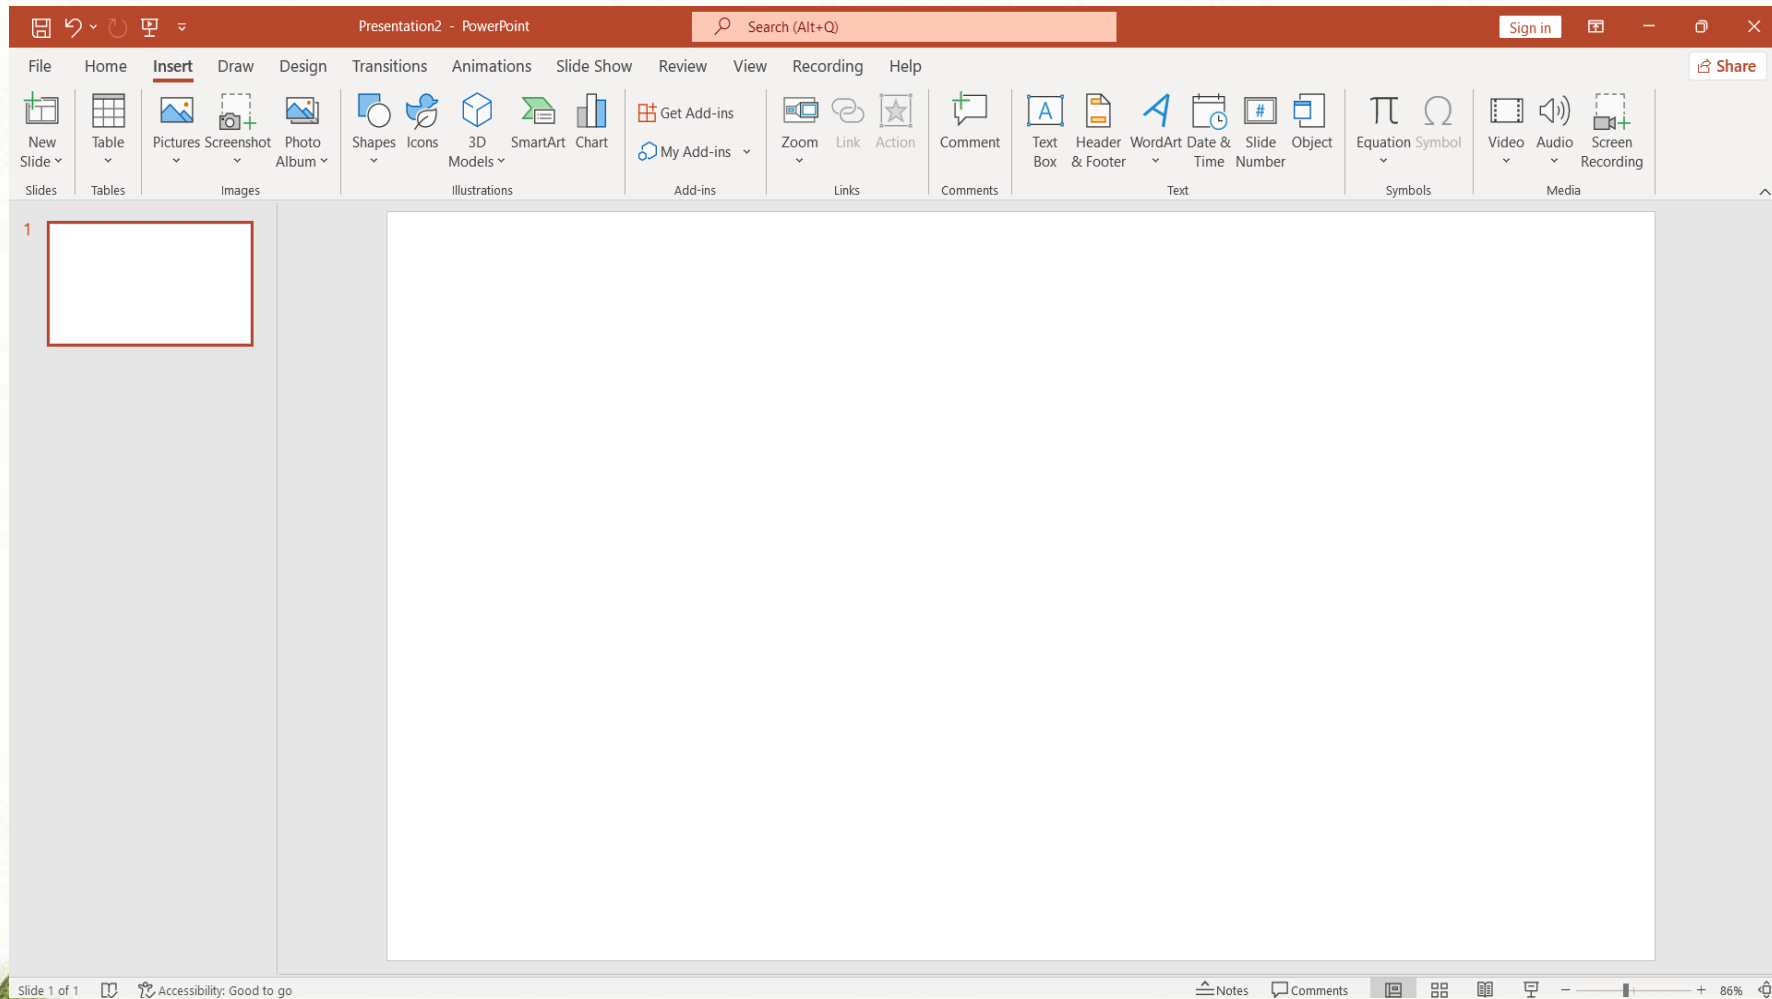 Presentation2 - PowerPoint
Search (Alt+Q)
Sign in
File Home Insert Draw Design Transitions Animations Slide Show Review View Recording Help
Share
New Slide
Table
Pictures
Screenshot
Photo Album
Shapes
Icons
3D Models
SmartArt
Chart
Get Add-ins
My Add-ins
Zoom
Link
Action
Comment
Text Box
Header & Footer
WordArt
Date & Time
Slide Number
Object
Equation
Symbol
Video
Audio
Screen Recording
Slides Tables Images Illustrations Add-ins Links Comments Text Symbols Media
1
Slide 1 of 1
Accessibility: Good to go
Notes
Comments
86%